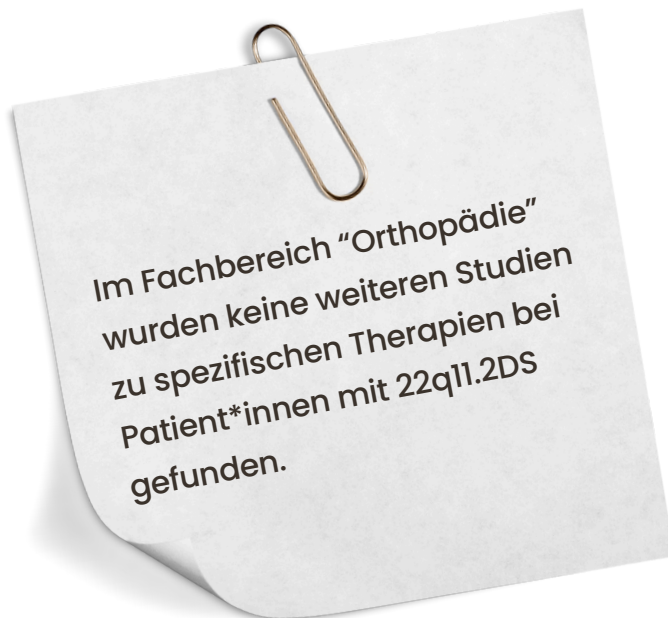 Im Fachbereich “Orthopädie”
wurden keine weiteren Studien
zu spezifischen Therapien bei
Patient*innen mit 22q11.2DS
gefunden.